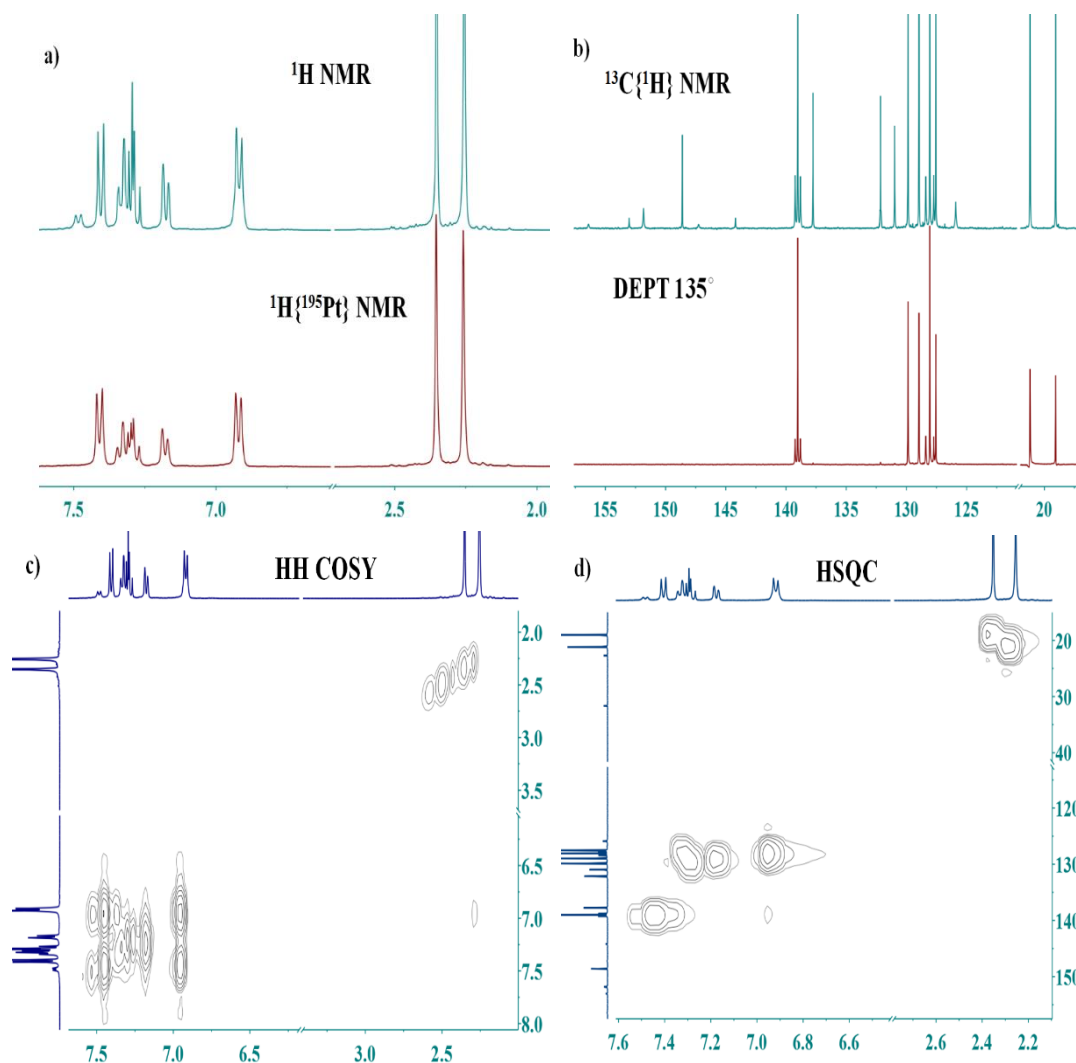 a)
¹H NMR
¹H{¹⁹⁵Pt} NMR
7.5 7.0 2.5 2.0
b)
¹³C{¹H} NMR
DEPT 135°
155 150 145 140 135 130 125 20
c)
HH COSY
2.0
2.5
3.0
3.5
6.5
7.0
7.5
8.0
7.5 7.0 6.5 3.0 2.5
d)
HSQC
20
30
40
120
130
140
150
7.6 7.4 7.2 7.0 6.8 6.6 2.6 2.4 2.2